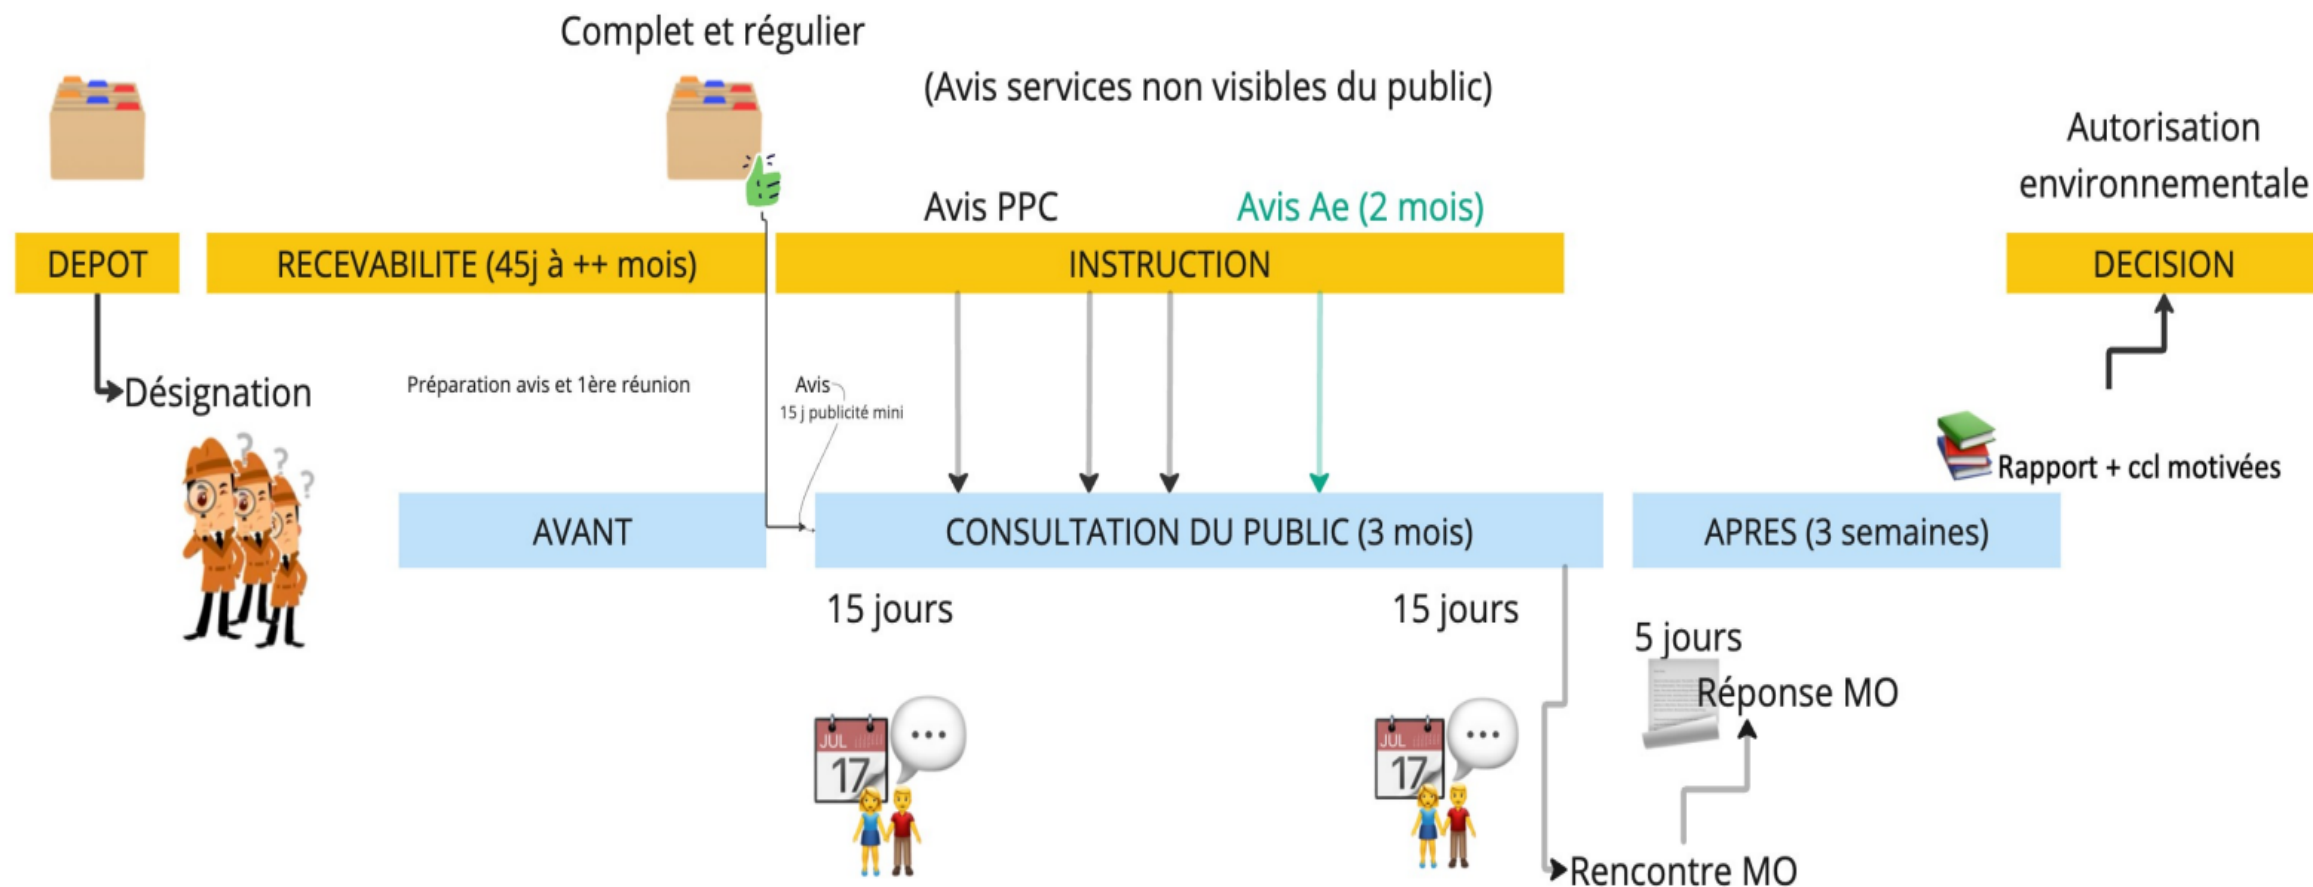 Complet et régulier
(Avis services non visibles du public)
Autorisation
environnementale
Avis PPC
Avis Ae (2 mois)
DEPOT
RECEVABILITE (45j à ++ mois)
INSTRUCTION
DECISION
Désignation
Préparation avis et 1ère réunion
Avis
15 j publicité mini
? ? ?
Rapport + ccl motivées
AVANT
CONSULTATION DU PUBLIC (3 mois)
APRES (3 semaines)
15 jours
15 jours
5 jours
Réponse MO
JUL
17
JUL
17
Rencontre MO